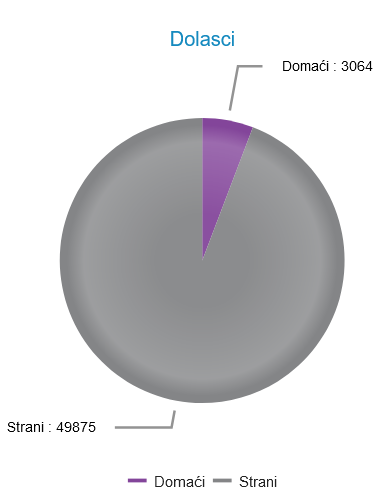 Dolasci
Domaći : 3064
Strani : 49875
Domaći Strani